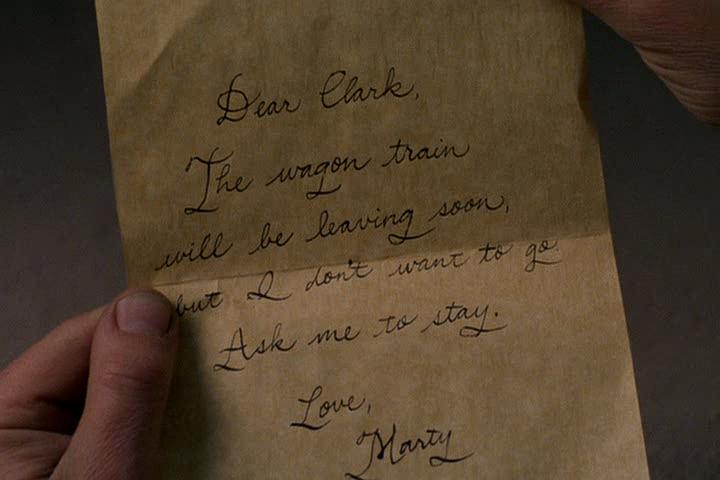 Dear Clark,
The wagon train
will be leaving soon,
but I don't want to go.
Ask me to stay.
Love,
Marty